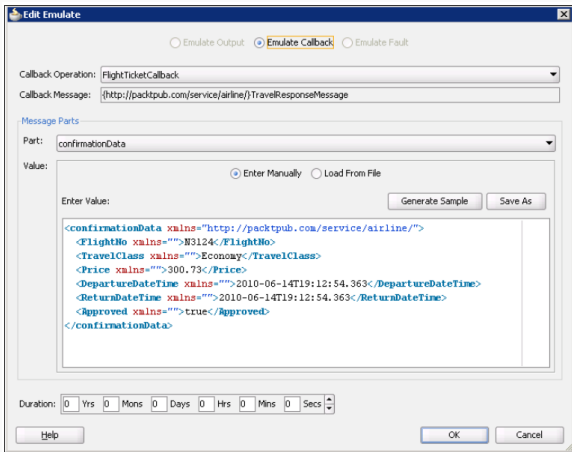 Edit Emulate
Emulate Output Emulate Callback Emulate Fault
Callback Operation: FlightTicketCallback
Callback Message: {http://packtpub.com/service/airline/}TravelResponseMessage
Message Parts
Part: confirmationData
Value: Enter Manually Load From File
Enter Value: Generate Sample Save As
<confirmationData xmlns="http://packtpub.com/service/airline/">
<FlightNo xmlns="">N3124</FlightNo>
<TravelClass xmlns="">Economy</TravelClass>
<Price xmlns="">300.73</Price>
<DepartureDateTime xmlns="">2010-06-14T19:12:54.363</DepartureDateTime>
<ReturnDateTime xmlns="">2010-06-14T19:12:54.363</ReturnDateTime>
<Approved xmlns="">true</Approved>
</confirmationData>
Duration: 0 Yrs 0 Mons 0 Days 0 Hrs 0 Mins 0 Secs
Help OK Cancel